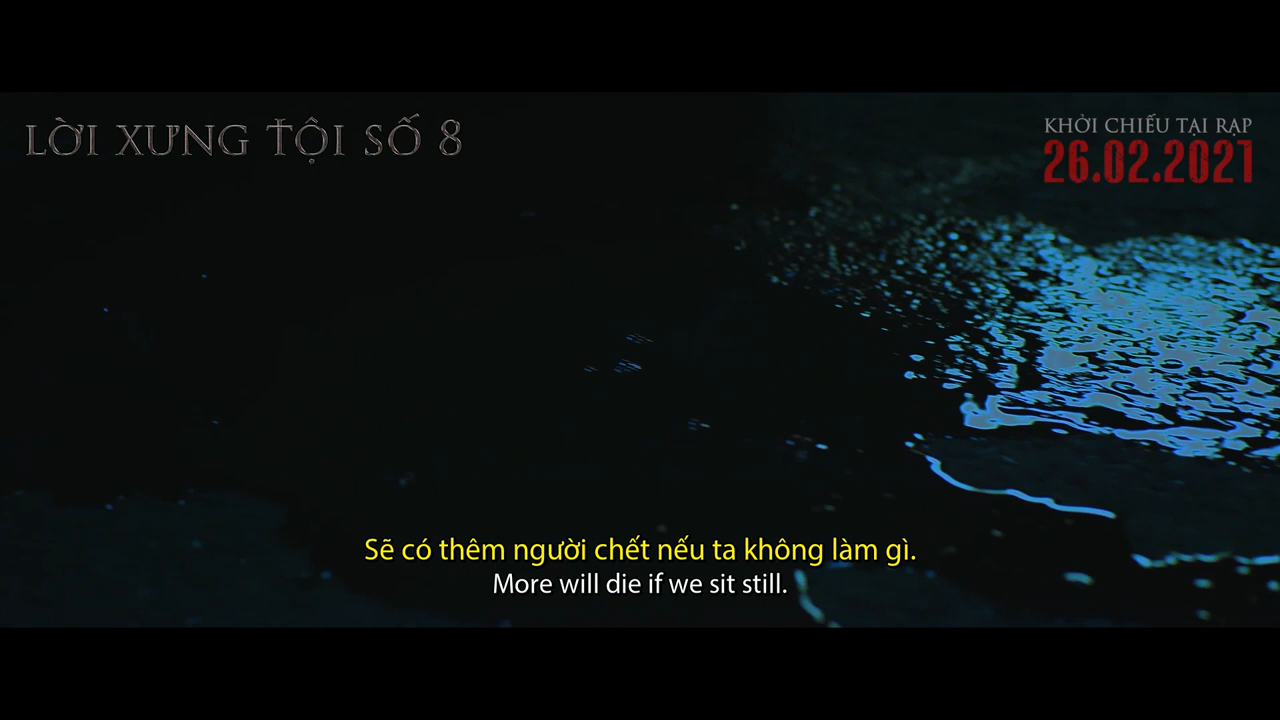 LỜI XƯNG TỘI SỐ 8
KHỞI CHIẾU TẠI RẠP
26.02.2021
Sẽ có thêm người chết nếu ta không làm gì.
More will die if we sit still.